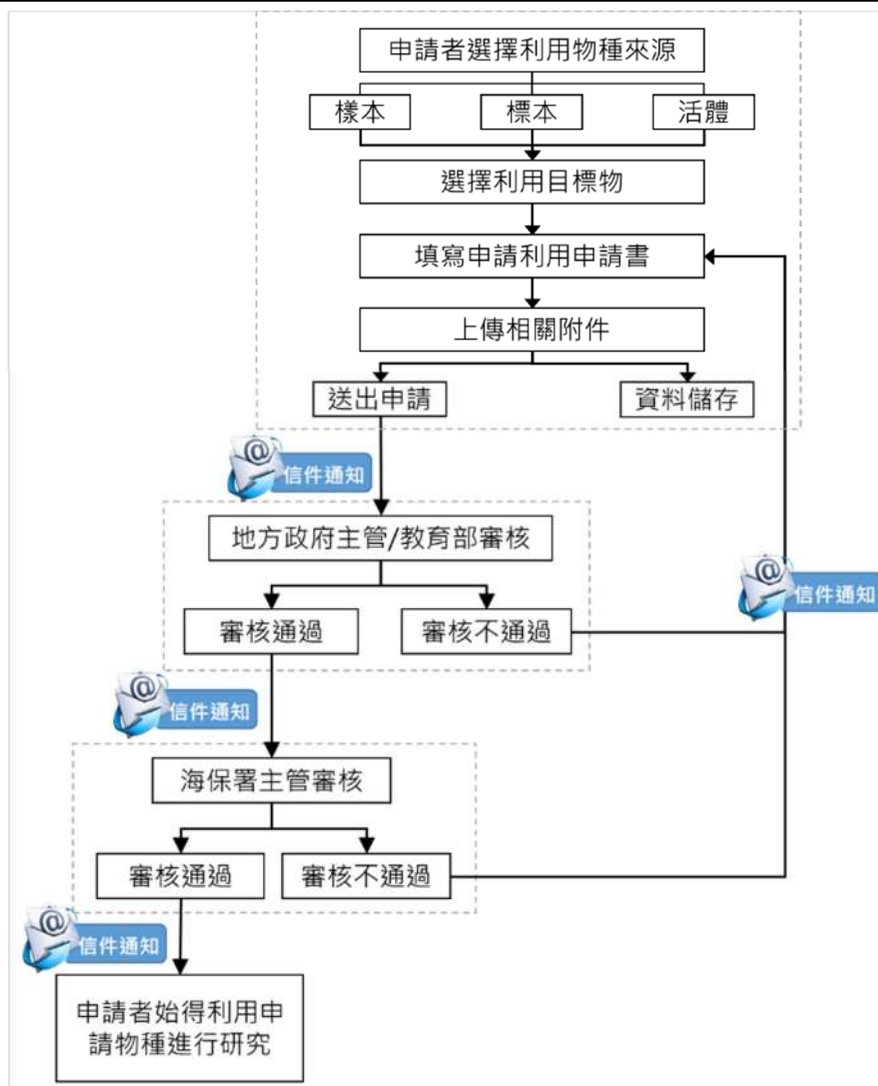 申請者選擇利用物種來源
樣本
標本
活體
選擇利用目標物
填寫申請利用申請書
上傳相關附件
送出申請
資料儲存
信件通知
地方政府主管/教育部審核
信件通知
審核通過
審核不通過
信件通知
海保署主管審核
審核通過
審核不通過
信件通知
申請者始得利用申
請物種進行研究